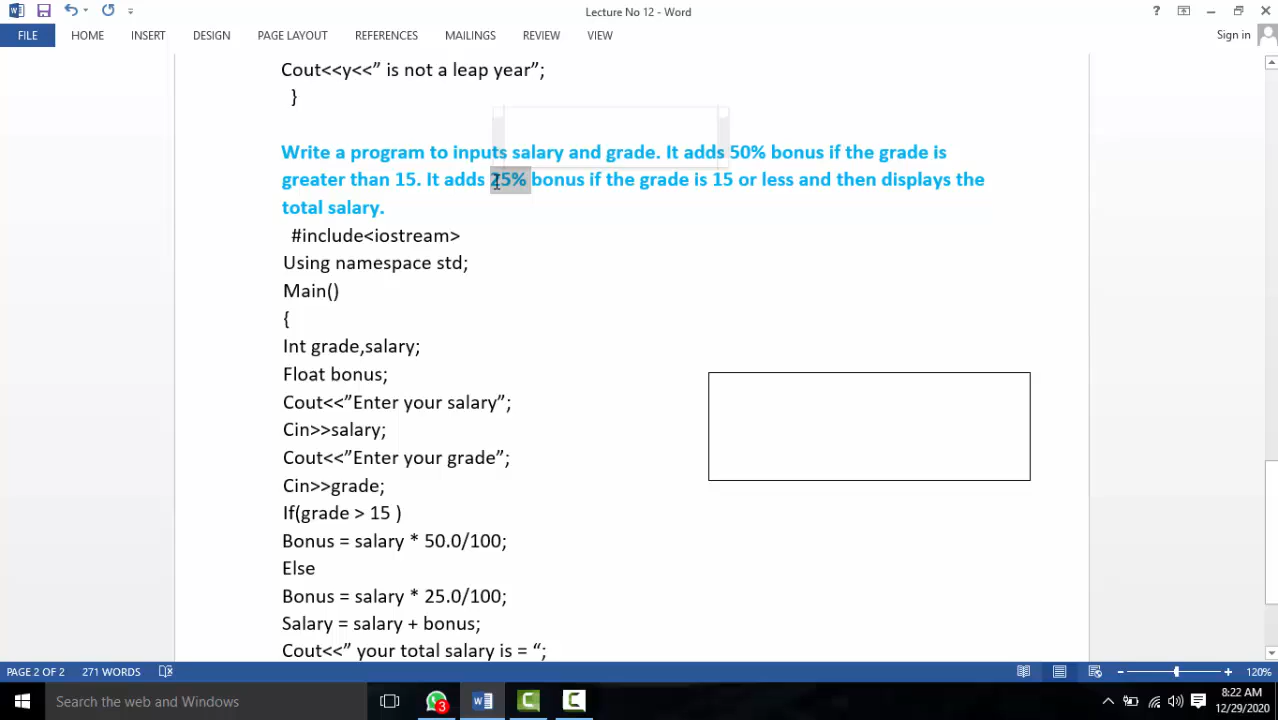 Lecture No 12 - Word
?
FILE HOME INSERT DESIGN PAGE LAYOUT REFERENCES MAILINGS REVIEW VIEW Sign in
Cout<<y<<” is not a leap year”;
}
Write a program to inputs salary and grade. It adds 50% bonus if the grade is
greater than 15. It adds 25% bonus if the grade is 15 or less and then displays the
total salary.
#include<iostream>
Using namespace std;
Main()
{
Int grade,salary;
Float bonus;
Cout<<”Enter your salary”;
Cin>>salary;
Cout<<”Enter your grade”;
Cin>>grade;
If(grade > 15 )
Bonus = salary * 50.0/100;
Else
Bonus = salary * 25.0/100;
Salary = salary + bonus;
Cout<<” your total salary is = “;
PAGE 2 OF 2 271 WORDS 120%
Search the web and Windows
3
8:22 AM
12/29/2020